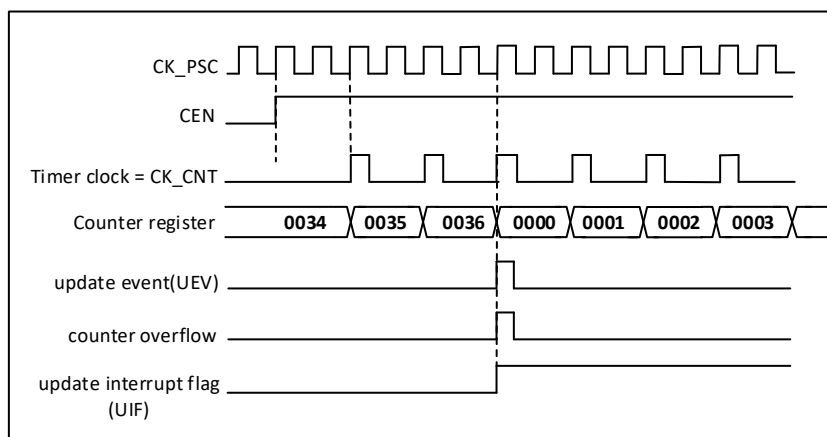 CK_PSC
CEN
Timer clock = CK_CNT
Counter register 0034 0035 0036 0000 0001 0002 0003
update event(UEV)
counter overflow
update interrupt flag
(UIF)